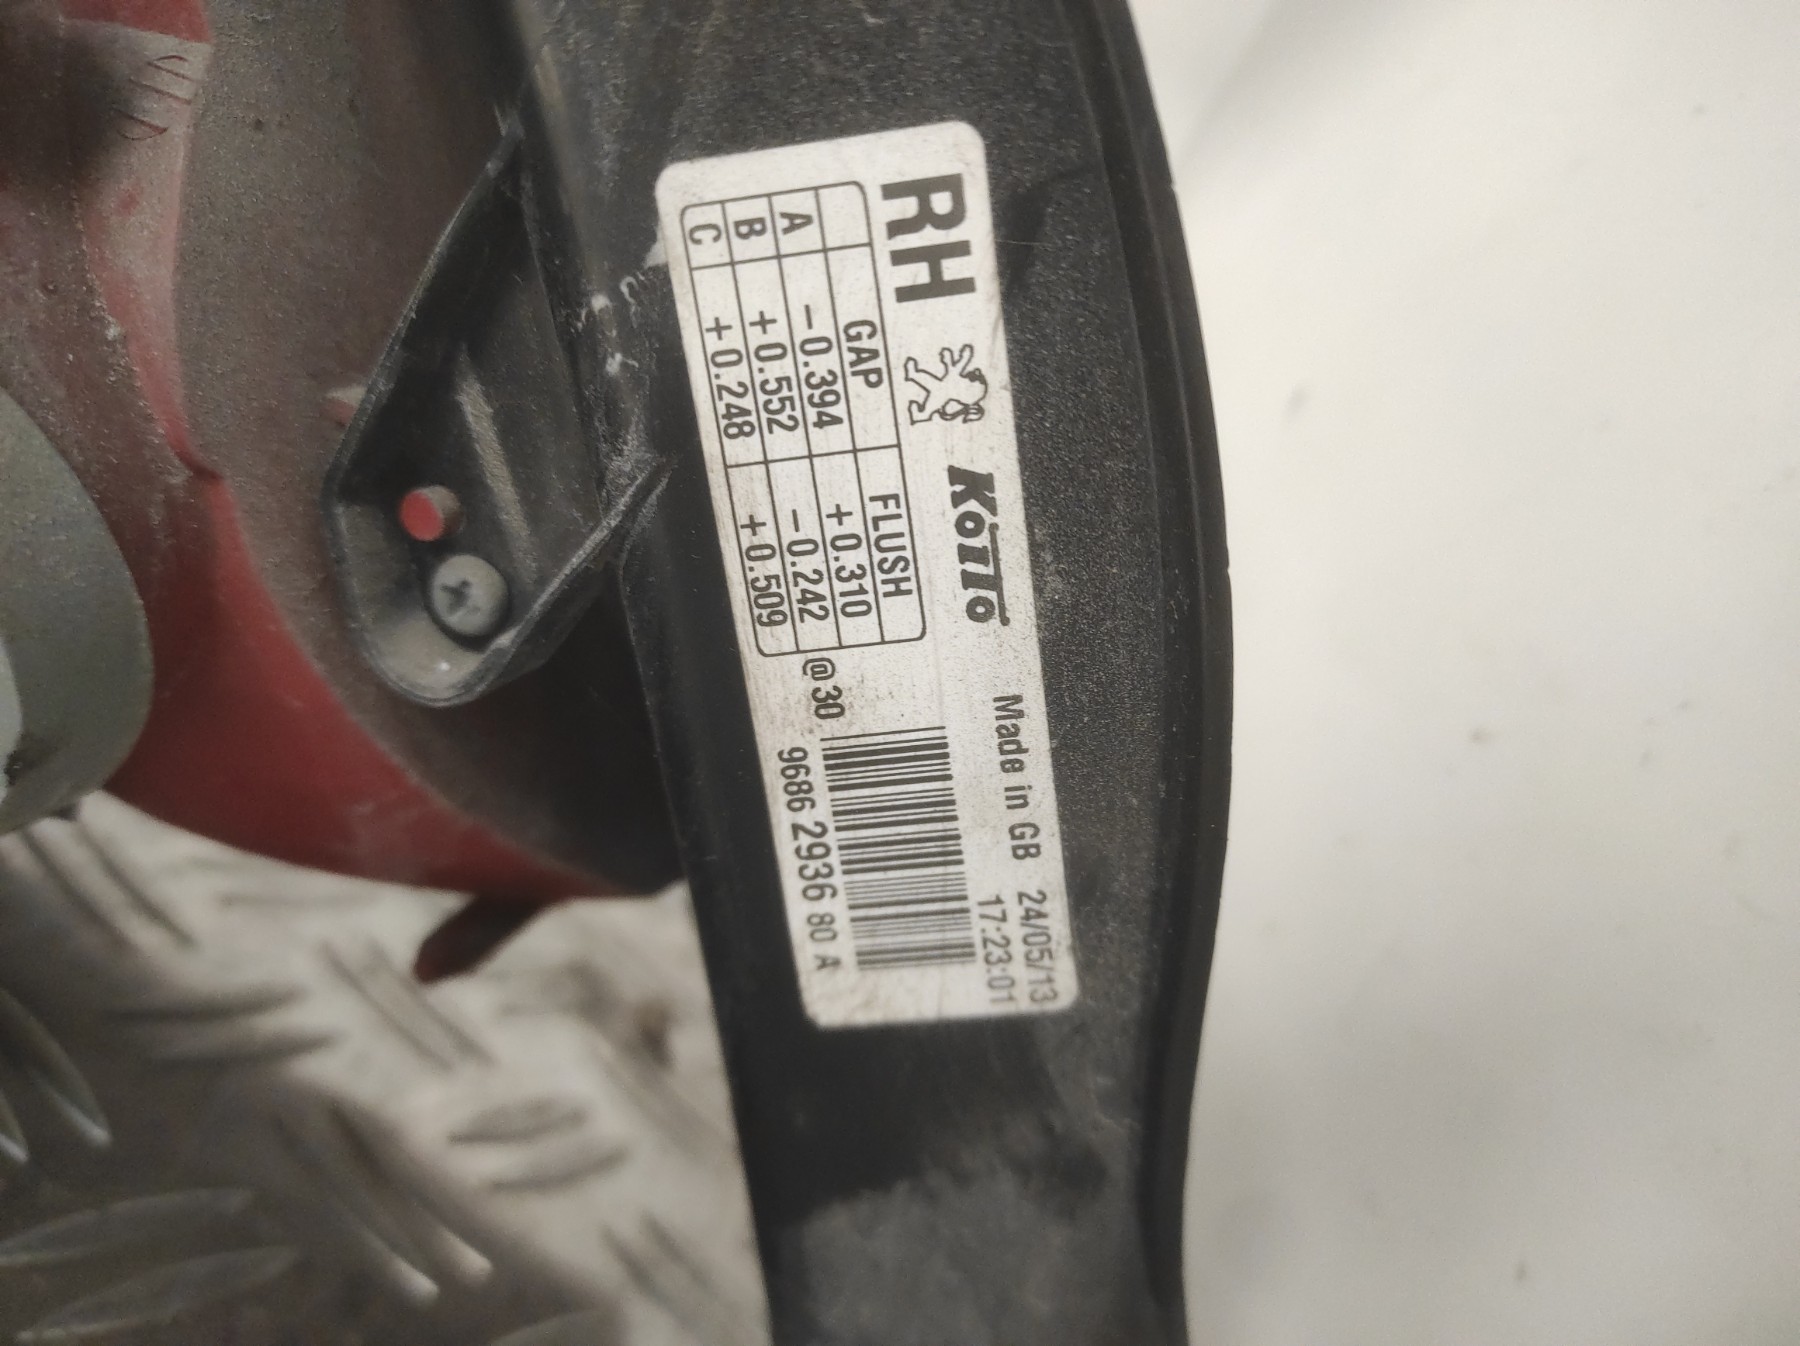 RH KOITO Made in GB 24/05/13
17:23:01
GAP FLUSH
A -0.394 +0.310
B +0.552 -0.242
C +0.248 +0.509
@30
9686 2936 80 A